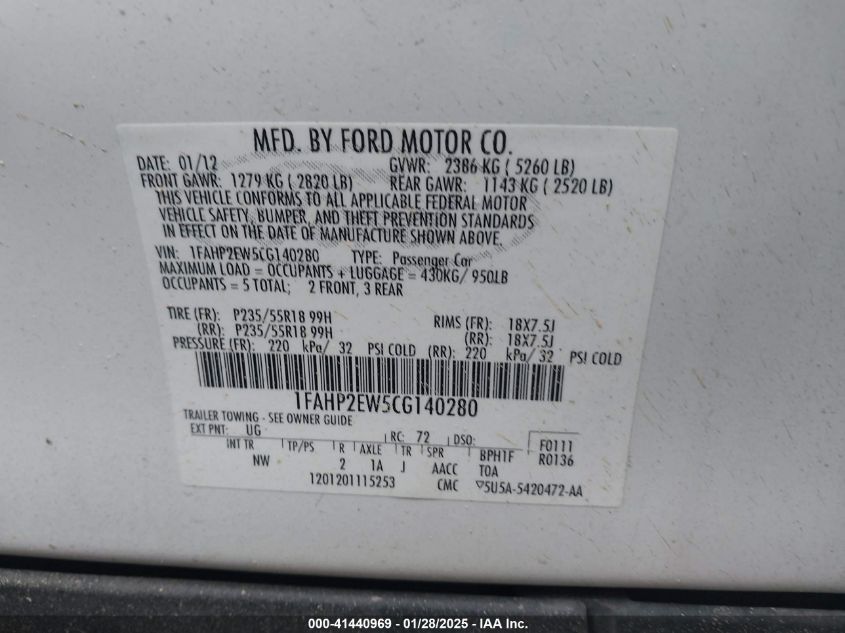 MFD. BY FORD MOTOR CO.
DATE: 01/12 GVWR: 2386 KG ( 5260 LB)
FRONT GAWR: 1279 KG ( 2820 LB) REAR GAWR: 1143 KG ( 2520 LB)
THIS VEHICLE CONFORMS TO ALL APPLICABLE FEDERAL MOTOR
VEHICLE SAFETY, BUMPER, AND THEFT PREVENTION STANDARDS
IN EFFECT ON THE DATE OF MANUFACTURE SHOWN ABOVE.
VIN: 1FAHP2EW5CG140280 TYPE: Passenger Car
MAXIMUM LOAD = OCCUPANTS + LUGGAGE = 430KG/ 950LB
OCCUPANTS = 5 TOTAL; 2 FRONT, 3 REAR
TIRE (FR): P235/55R18 99H RIMS (FR): 18X7.5J
(RR): P235/55R18 99H (RR): 18X7.5J
PRESSURE (FR): 220 kPa/ 32 PSI COLD (RR): 220 kPa/ 32 PSI COLD
1FAHP2EW5CG140280
TRAILER TOWING - SEE OWNER GUIDE
EXT PNT: UG RC: 72 DSO: F0111
INT TR TP/PS R AXLE TR SPR BPH1F R0136
NW 2 1A J AACC TOA
1201201115253 CMC ▽5U5A-5420472-AA
000-41440969 | 01/28/2025 - COPART / IAA, Inc.